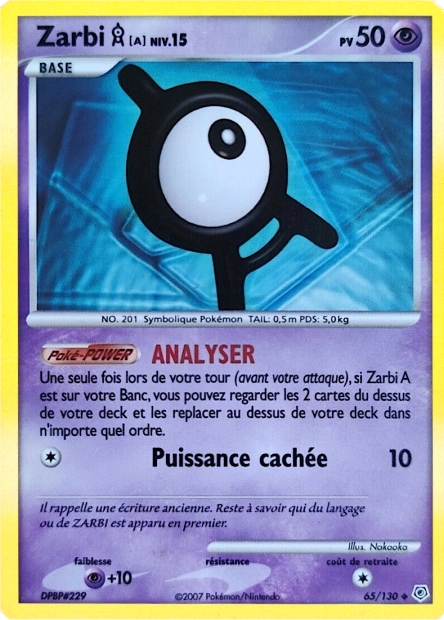 Zarbi A [A] NIV.15 PV 50
BASE
NO. 201 Symbolique Pokémon TAIL: 0,5 m PDS: 5,0 kg
Poké-POWER ANALYSER
Une seule fois lors de votre tour (avant votre attaque), si Zarbi A
est sur votre Banc, vous pouvez regarder les 2 cartes du dessus
de votre deck et les replacer au dessus de votre deck dans
n'importe quel ordre.
Puissance cachée 10
Il rappelle une écriture ancienne. Reste à savoir qui du langage
ou de ZARBI est apparu en premier.
Illus. Nakaoka
faiblesse résistance coût de retraite
+10
DPBP#229 ©2007 Pokémon/Nintendo 65/130